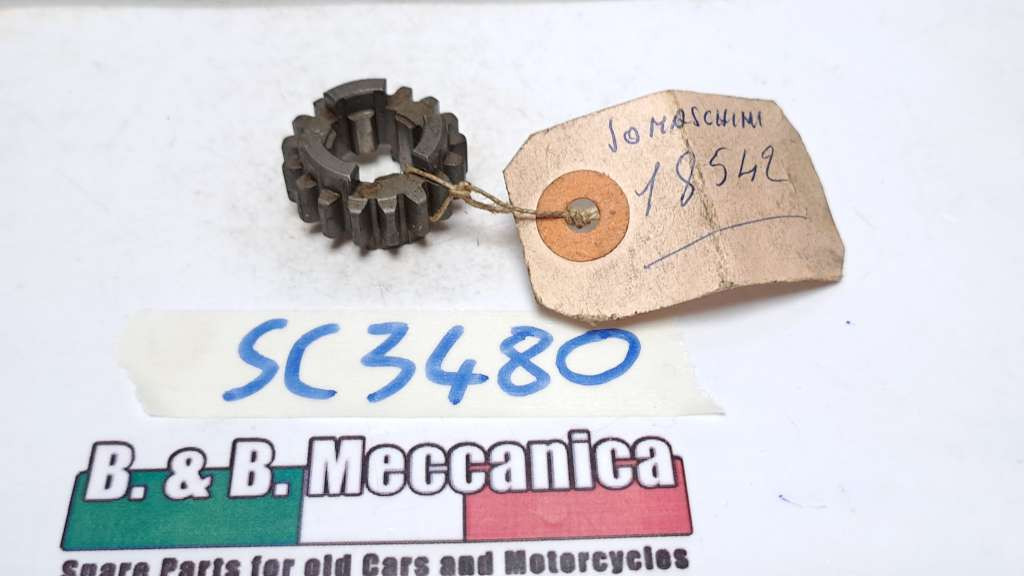 SOMASCHINI
18542
SC3480
B. & B. Meccanica
Spare Parts for old Cars and Motorcycles